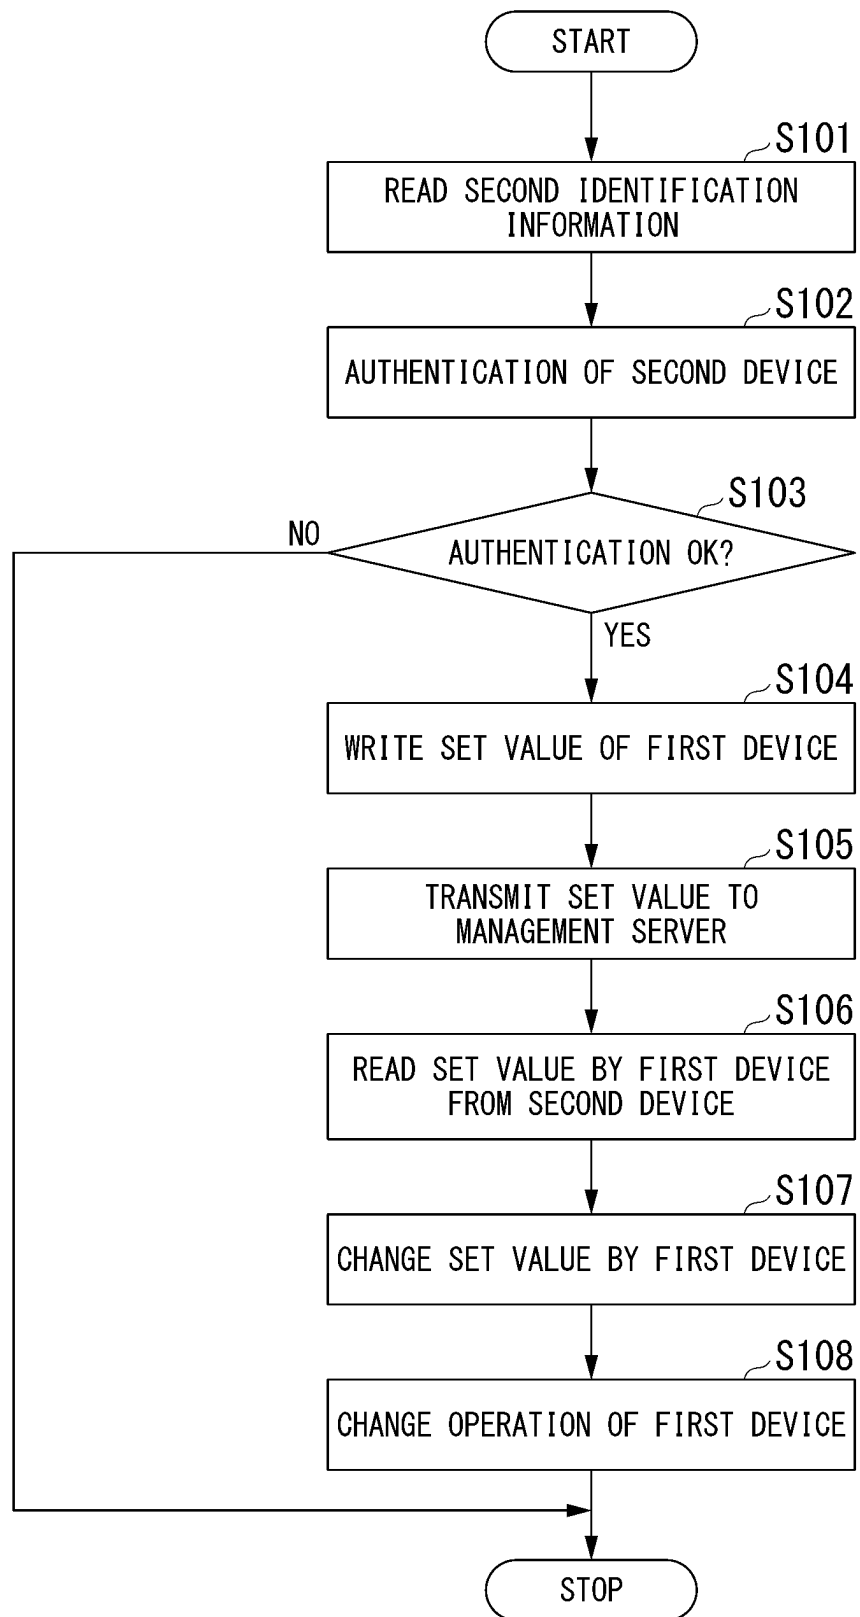 START
S101
READ SECOND IDENTIFICATION
INFORMATION
S102
AUTHENTICATION OF SECOND DEVICE
S103
NO
AUTHENTICATION OK?
YES
S104
WRITE SET VALUE OF FIRST DEVICE
S105
TRANSMIT SET VALUE TO
MANAGEMENT SERVER
S106
READ SET VALUE BY FIRST DEVICE
FROM SECOND DEVICE
S107
CHANGE SET VALUE BY FIRST DEVICE
S108
CHANGE OPERATION OF FIRST DEVICE
STOP